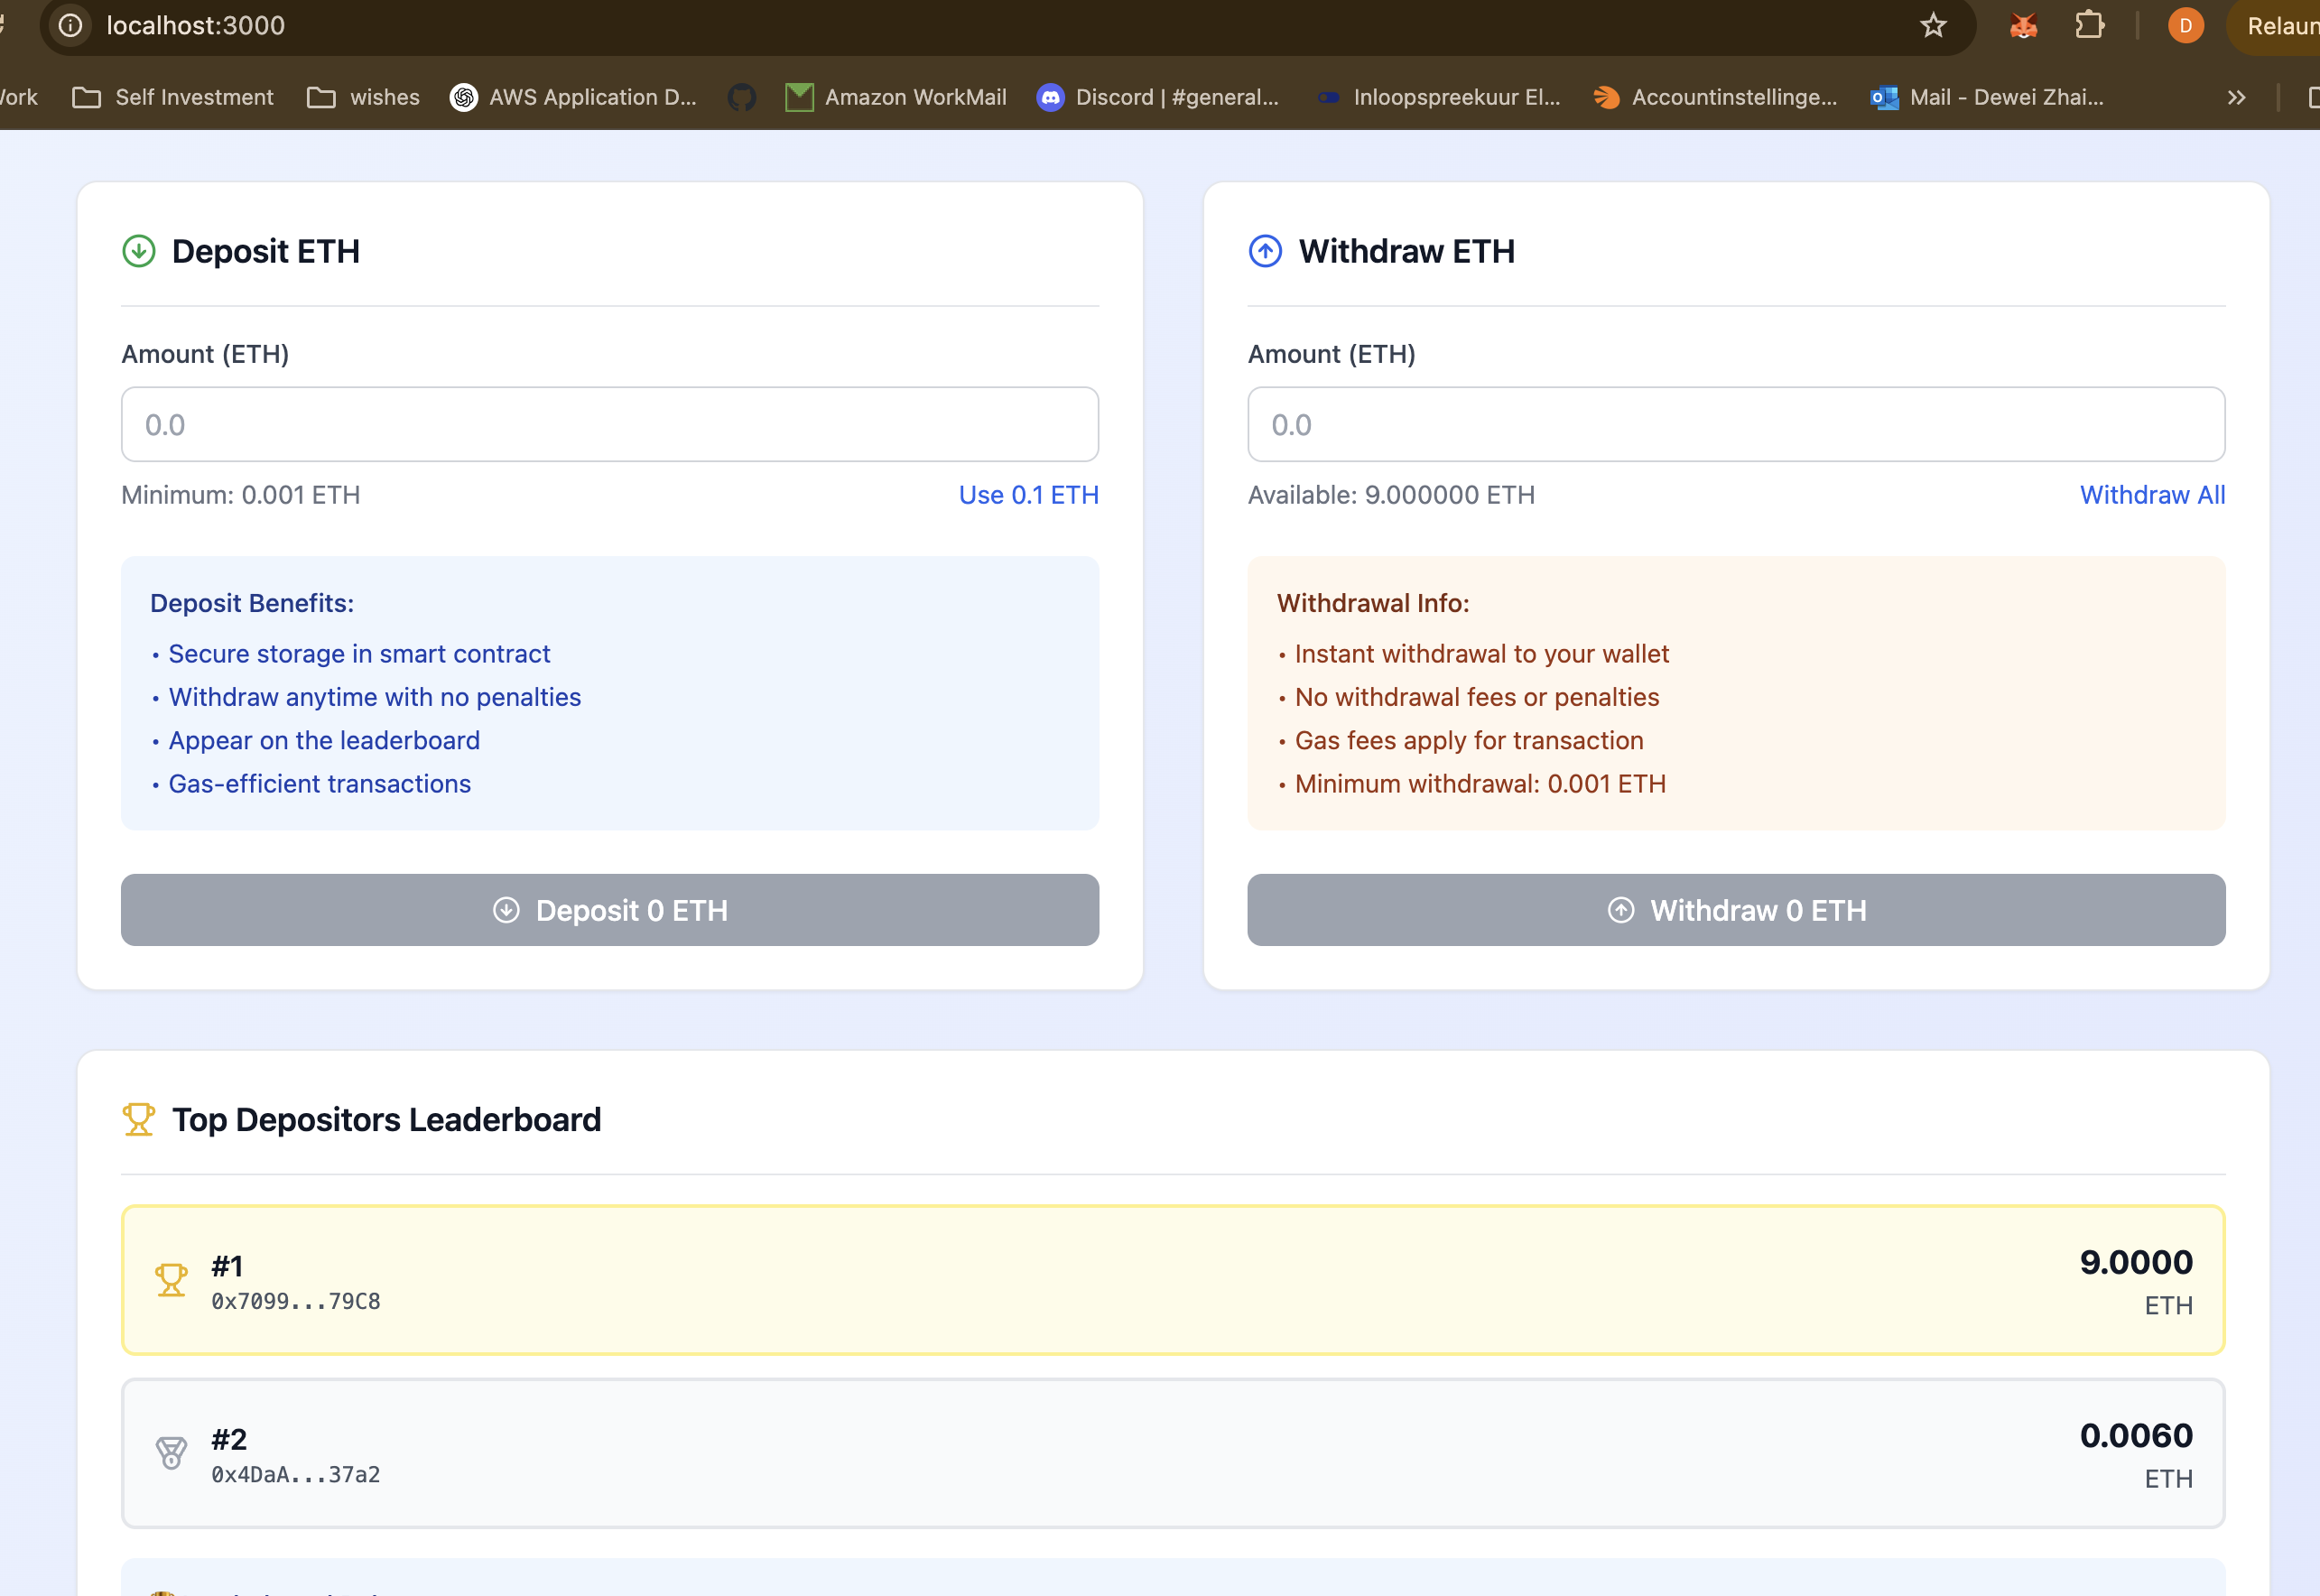 localhost:3000
D
Self Investment
wishes
AWS Application D...
Amazon WorkMail
Discord | #general...
Inloopspreekuur El...
Accountinstellinge...
Mail - Dewei Zhai...
Deposit ETH
Amount (ETH)
0.0
Minimum: 0.001 ETH
Use 0.1 ETH
Deposit Benefits:
• Secure storage in smart contract
• Withdraw anytime with no penalties
• Appear on the leaderboard
• Gas-efficient transactions
Deposit 0 ETH
Withdraw ETH
Amount (ETH)
0.0
Available: 9.000000 ETH
Withdraw All
Withdrawal Info:
• Instant withdrawal to your wallet
• No withdrawal fees or penalties
• Gas fees apply for transaction
• Minimum withdrawal: 0.001 ETH
Withdraw 0 ETH
Top Depositors Leaderboard
#1
0x7099...79C8
9.0000
ETH
#2
0x4DaA...37a2
0.0060
ETH